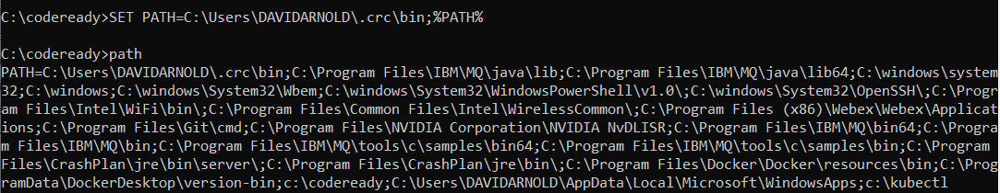 C:\codeready>SET PATH=C:\Users\DAVIDARNOLD\.crc\bin;%PATH%
C:\codeready>path
PATH=C:\Users\DAVIDARNOLD\.crc\bin;C:\Program Files\IBM\MQ\java\lib;C:\Program Files\IBM\MQ\java\lib64;C:\windows\system
32;C:\windows;C:\windows\System32\Wbem;C:\windows\System32\WindowsPowerShell\v1.0\;C:\windows\System32\OpenSSH\;C:\Progr
am Files\Intel\WiFi\bin\;C:\Program Files\Common Files\Intel\WirelessCommon\;C:\Program Files (x86)\Webex\Webex\Applicat
ions;C:\Program Files\Git\cmd;C:\Program Files\NVIDIA Corporation\NVIDIA NvDLISR;C:\Program Files\IBM\MQ\bin64;C:\Progra
m Files\IBM\MQ\bin;C:\Program Files\IBM\MQ\tools\c\samples\bin64;C:\Program Files\IBM\MQ\tools\c\samples\bin;C:\Program
Files\CrashPlan\jre\bin\server\;C:\Program Files\CrashPlan\jre\bin\;C:\Program Files\Docker\Docker\resources\bin;C:\Prog
ramData\DockerDesktop\version-bin;c:\codeready;C:\Users\DAVIDARNOLD\AppData\Local\Microsoft\WindowsApps;c:\kubectl